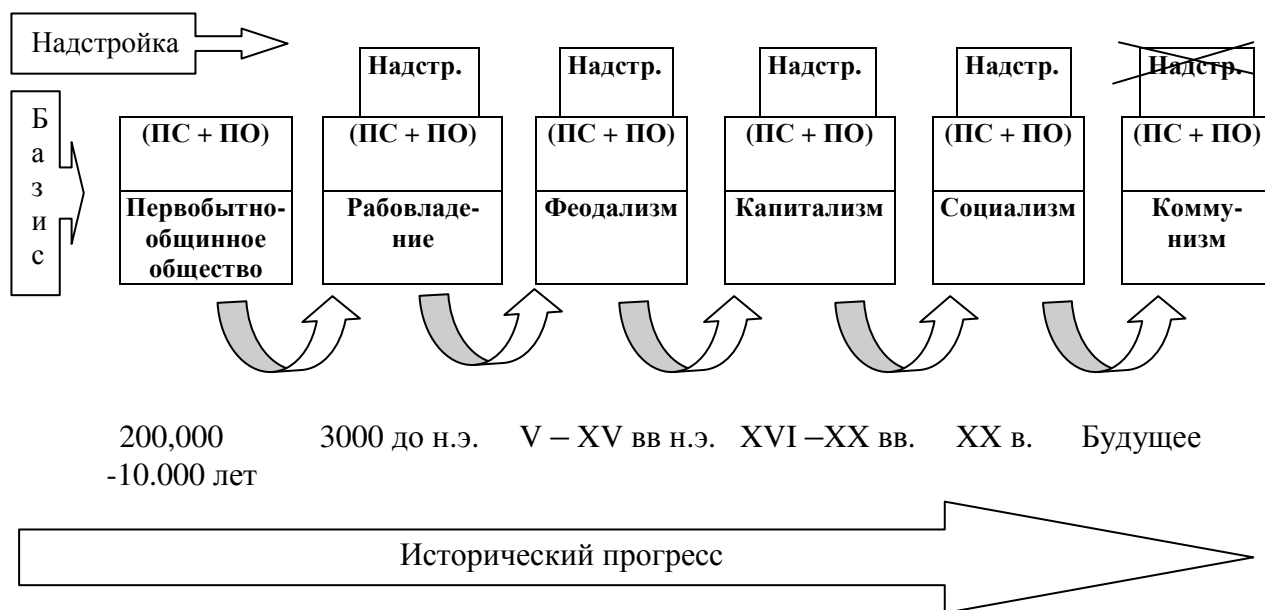 Надстройка
Надстр.
Надстр.
Надстр.
Надстр.
Надстр.
Б
а
з
и
с
(ПС + ПО)
(ПС + ПО)
(ПС + ПО)
(ПС + ПО)
(ПС + ПО)
(ПС + ПО)
Первобытно-
общинное
общество
Рабовладе-
ние
Феодализм
Капитализм
Социализм
Комму-
низм
200,000
-10.000 лет
3000 до н.э.
V – XV вв н.э.
XVI –XX вв.
XX в.
Будущее
Исторический прогресс